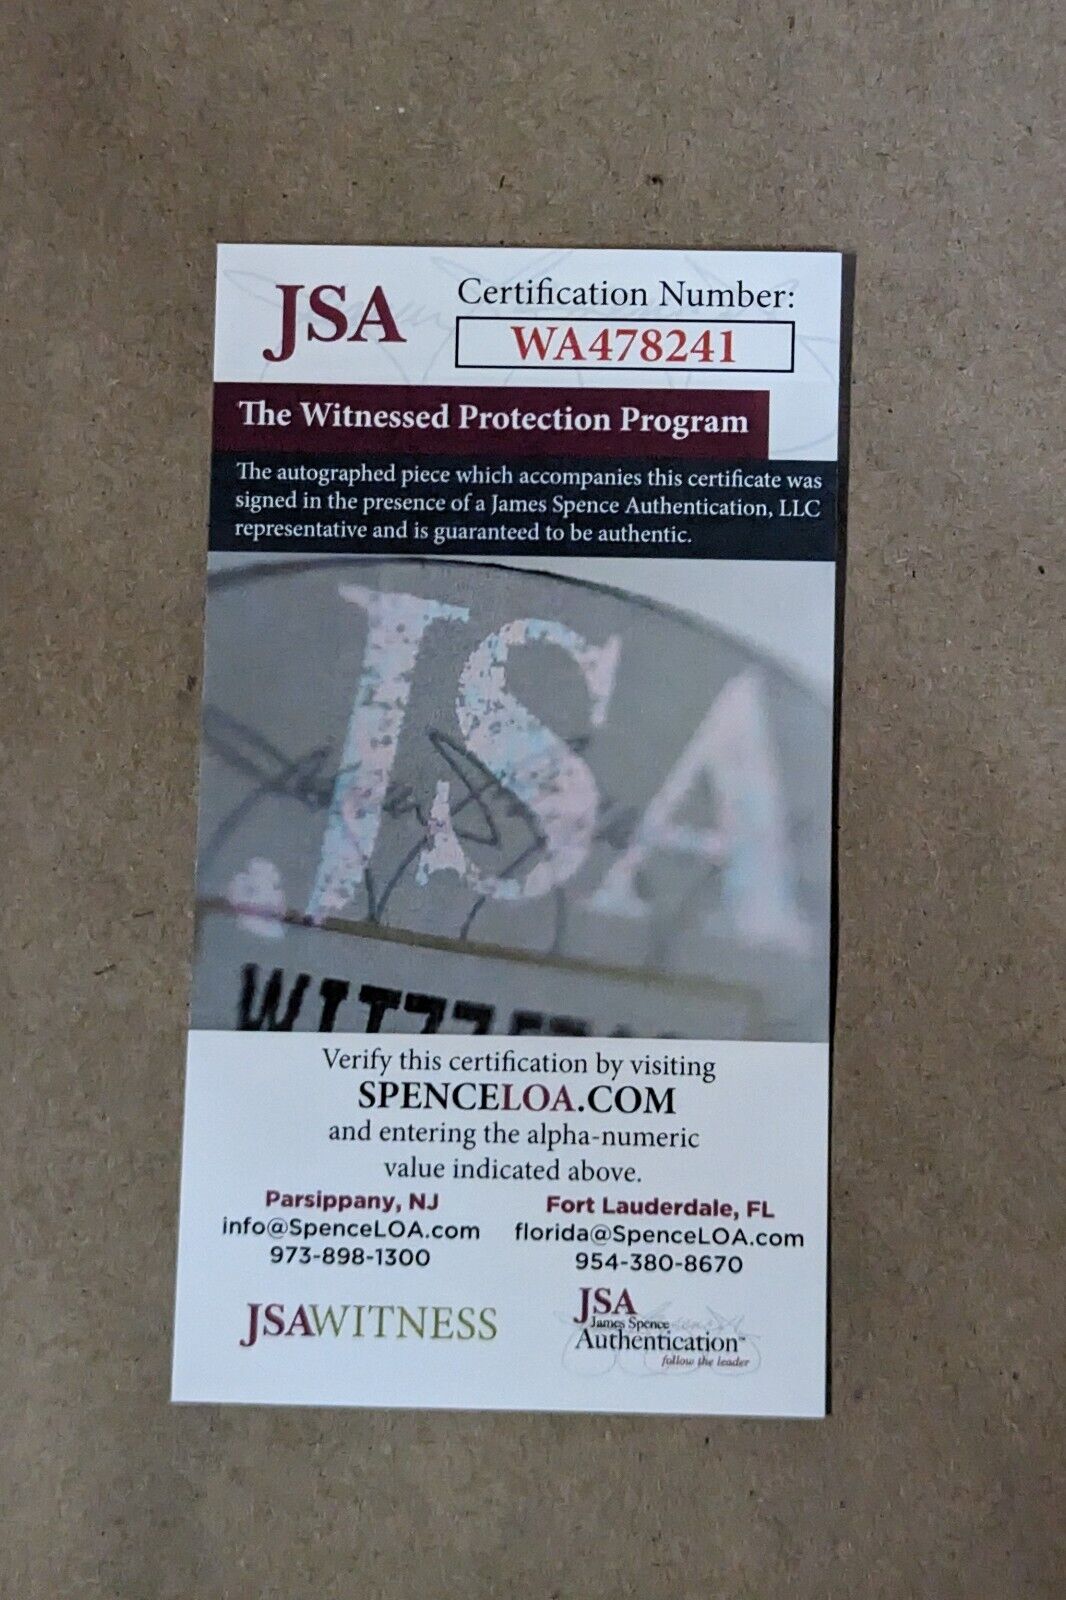 JSA
Certification Number:
WA478241
The Witnessed Protection Program
The autographed piece which accompanies this certificate was
signed in the presence of a James Spence Authentication, LLC
representative and is guaranteed to be authentic.
JSA
Verify this certification by visiting
SPENCELOA.COM
and entering the alpha-numeric
value indicated above.
Parsippany, NJ
info@SpenceLOA.com
973-898-1300
Fort Lauderdale, FL
florida@SpenceLOA.com
954-380-8670
JSAWITNESS
JSA
James Spence
Authentication™
follow the leader